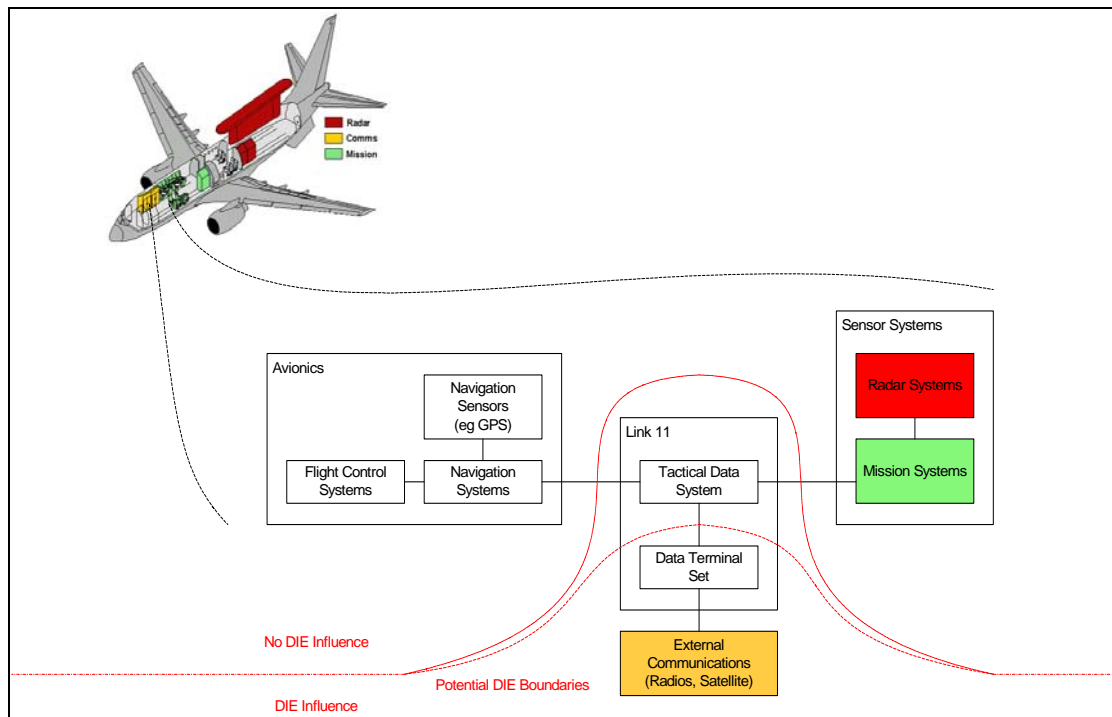 Radar
Comms
Mission
Sensor Systems
Radar Systems
Mission Systems
Avionics
Navigation
Sensors
(eg GPS)
Flight Control
Systems
Navigation
Systems
Link 11
Tactical Data
System
Data Terminal
Set
External
Communications
(Radios, Satellite)
No DIE Influence
Potential DIE Boundaries
DIE Influence